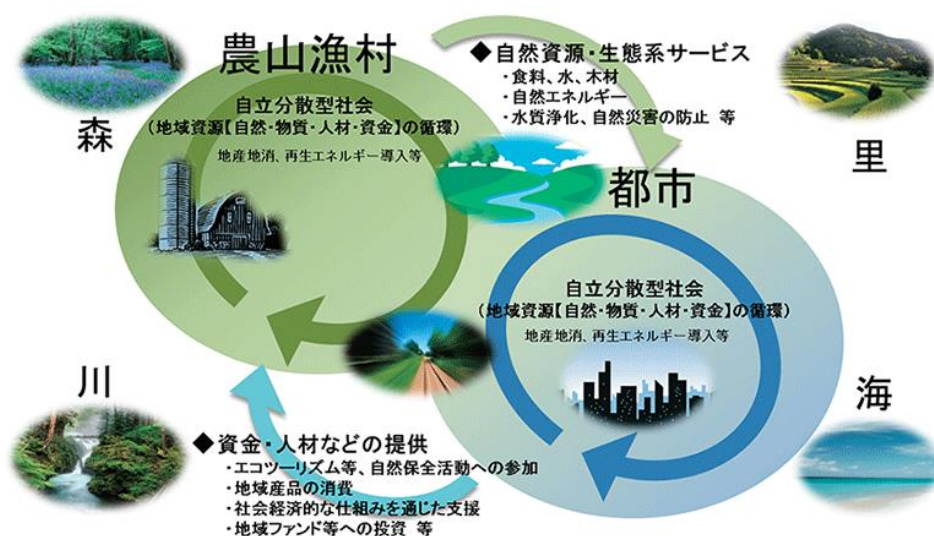 農山漁村
◆自然資源・生態系サービス
・食料、水、木材
・自然エネルギー
・水質浄化、自然災害の防止 等
森
自立分散型社会
(地域資源【自然・物質・人材・資金】の循環)
地産地消、再生エネルギー導入等
里
都市
自立分散型社会
(地域資源【自然・物質・人材・資金】の循環)
地産地消、再生エネルギー導入等
川
海
◆資金・人材などの提供
・エコツーリズム等、自然保全活動への参加
・地域産品の消費
・社会経済的な仕組みを通じた支援
・地域ファンド等への投資 等